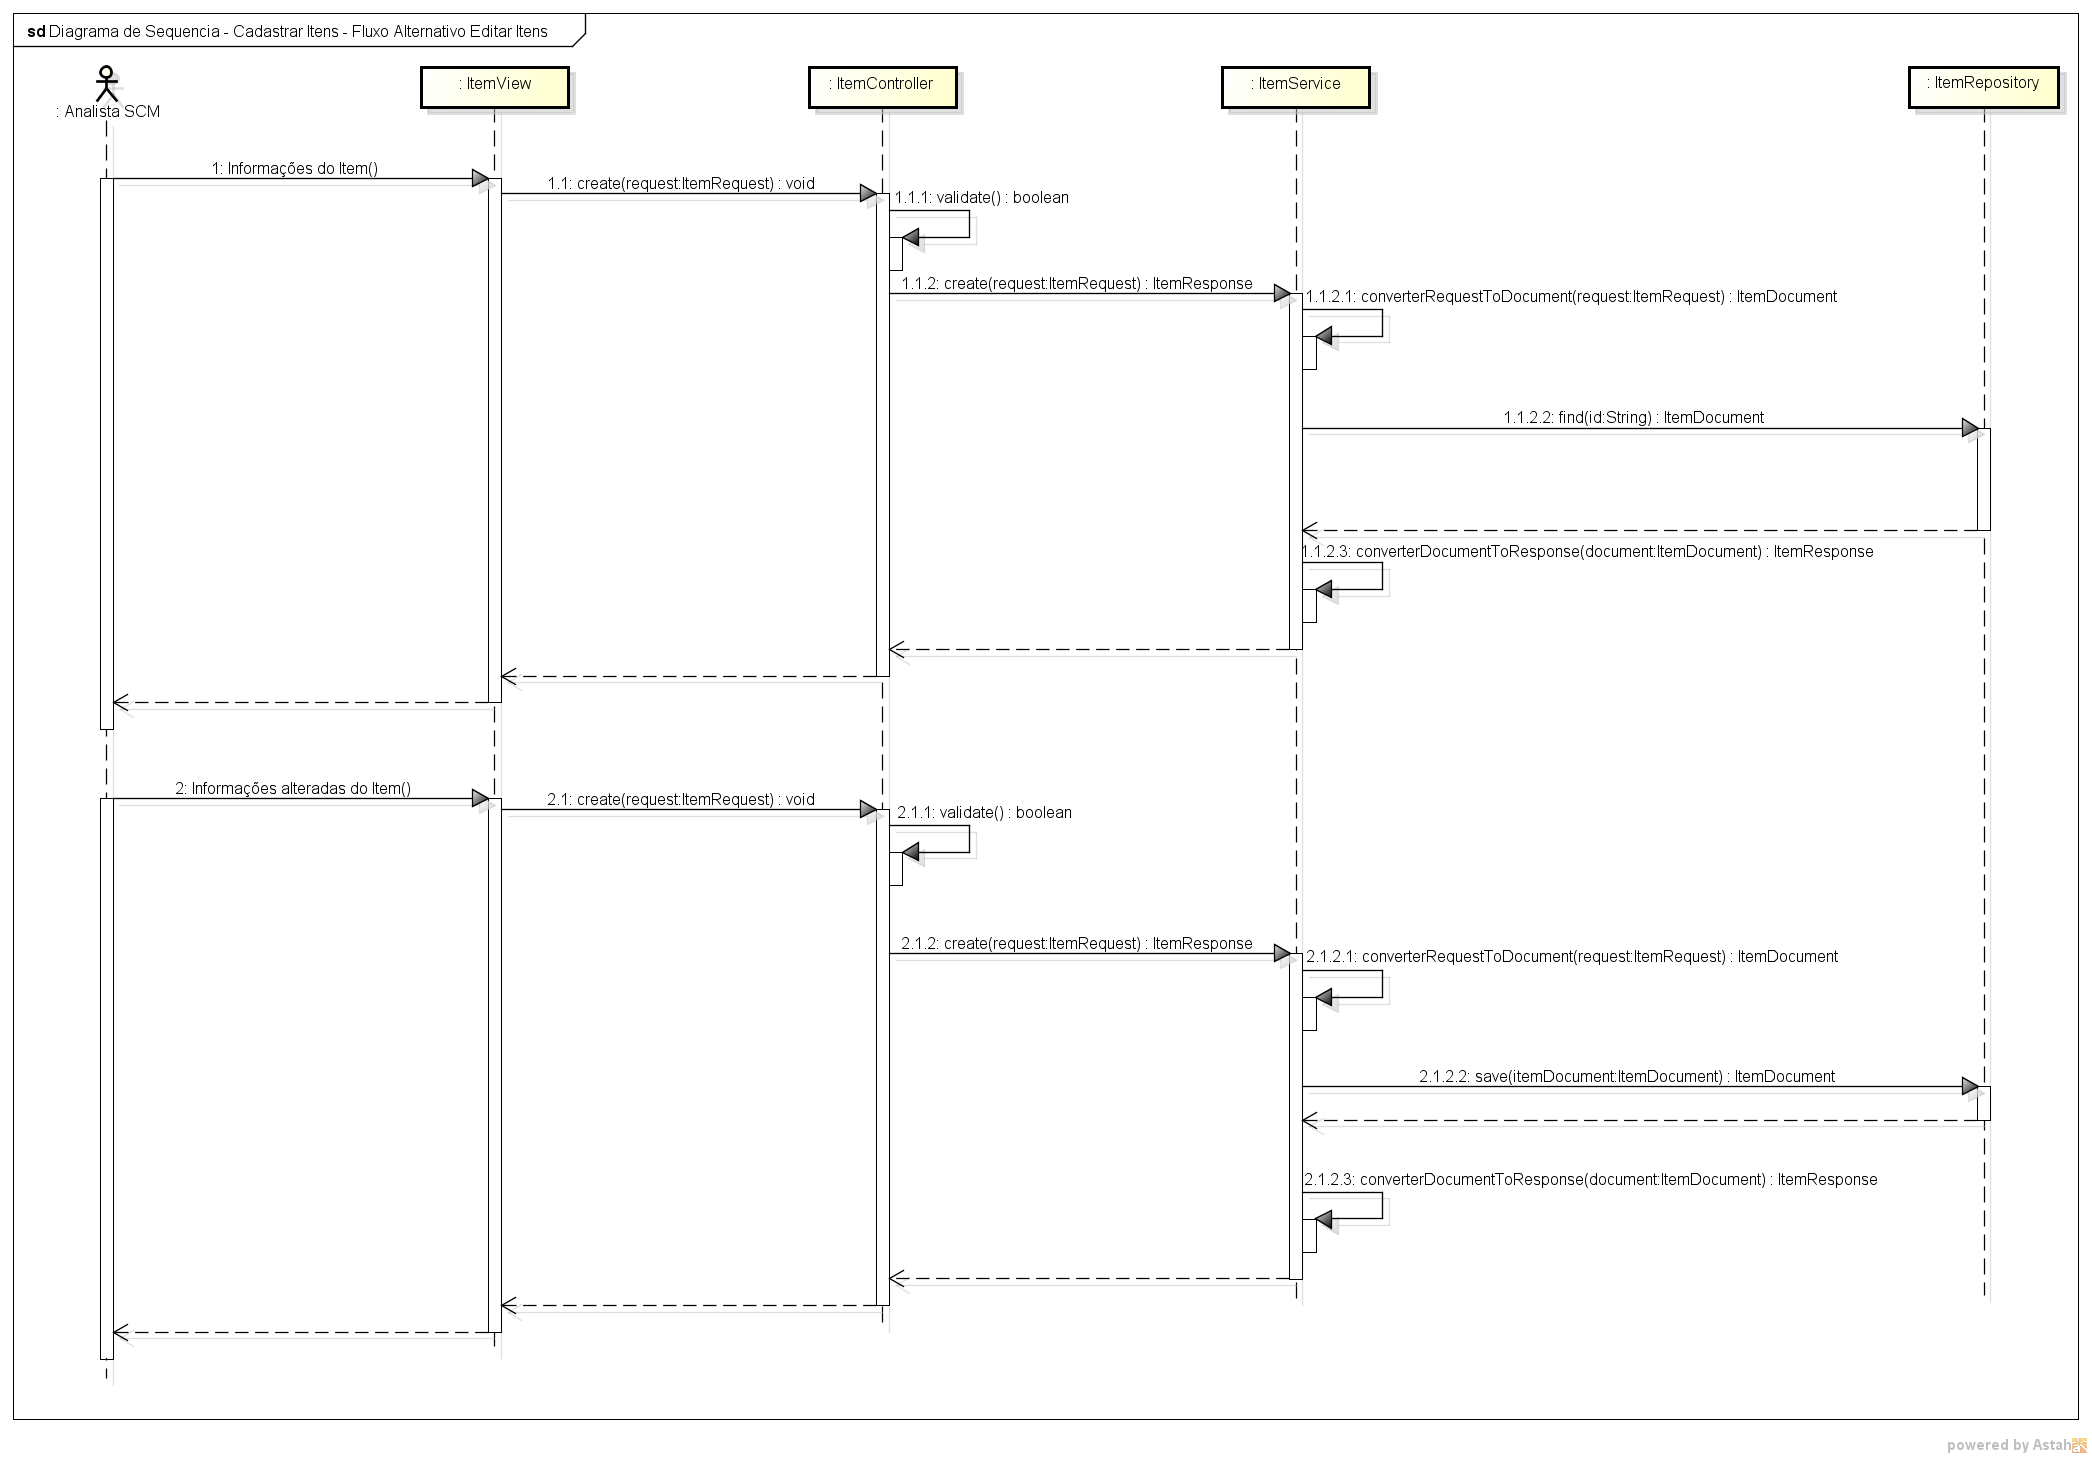 sd Diagrama de Sequencia - Cadastrar Itens - Fluxo Alternativo Editar Itens
: Analista SCM
: ItemView
: ItemController
: ItemService
: ItemRepository
1: Informações do Item()
1.1: create(request:ItemRequest) : void
1.1.1: validate() : boolean
1.1.2: create(request:ItemRequest) : ItemResponse
1.1.2.1: converterRequestToDocument(request:ItemRequest) : ItemDocument
1.1.2.2: find(id:String) : ItemDocument
1.1.2.3: converterDocumentToResponse(document:ItemDocument) : ItemResponse
2: Informações alteradas do Item()
2.1: create(request:ItemRequest) : void
2.1.1: validate() : boolean
2.1.2: create(request:ItemRequest) : ItemResponse
2.1.2.1: converterRequestToDocument(request:ItemRequest) : ItemDocument
2.1.2.2: save(itemDocument:ItemDocument) : ItemDocument
2.1.2.3: converterDocumentToResponse(document:ItemDocument) : ItemResponse
powered by Astah